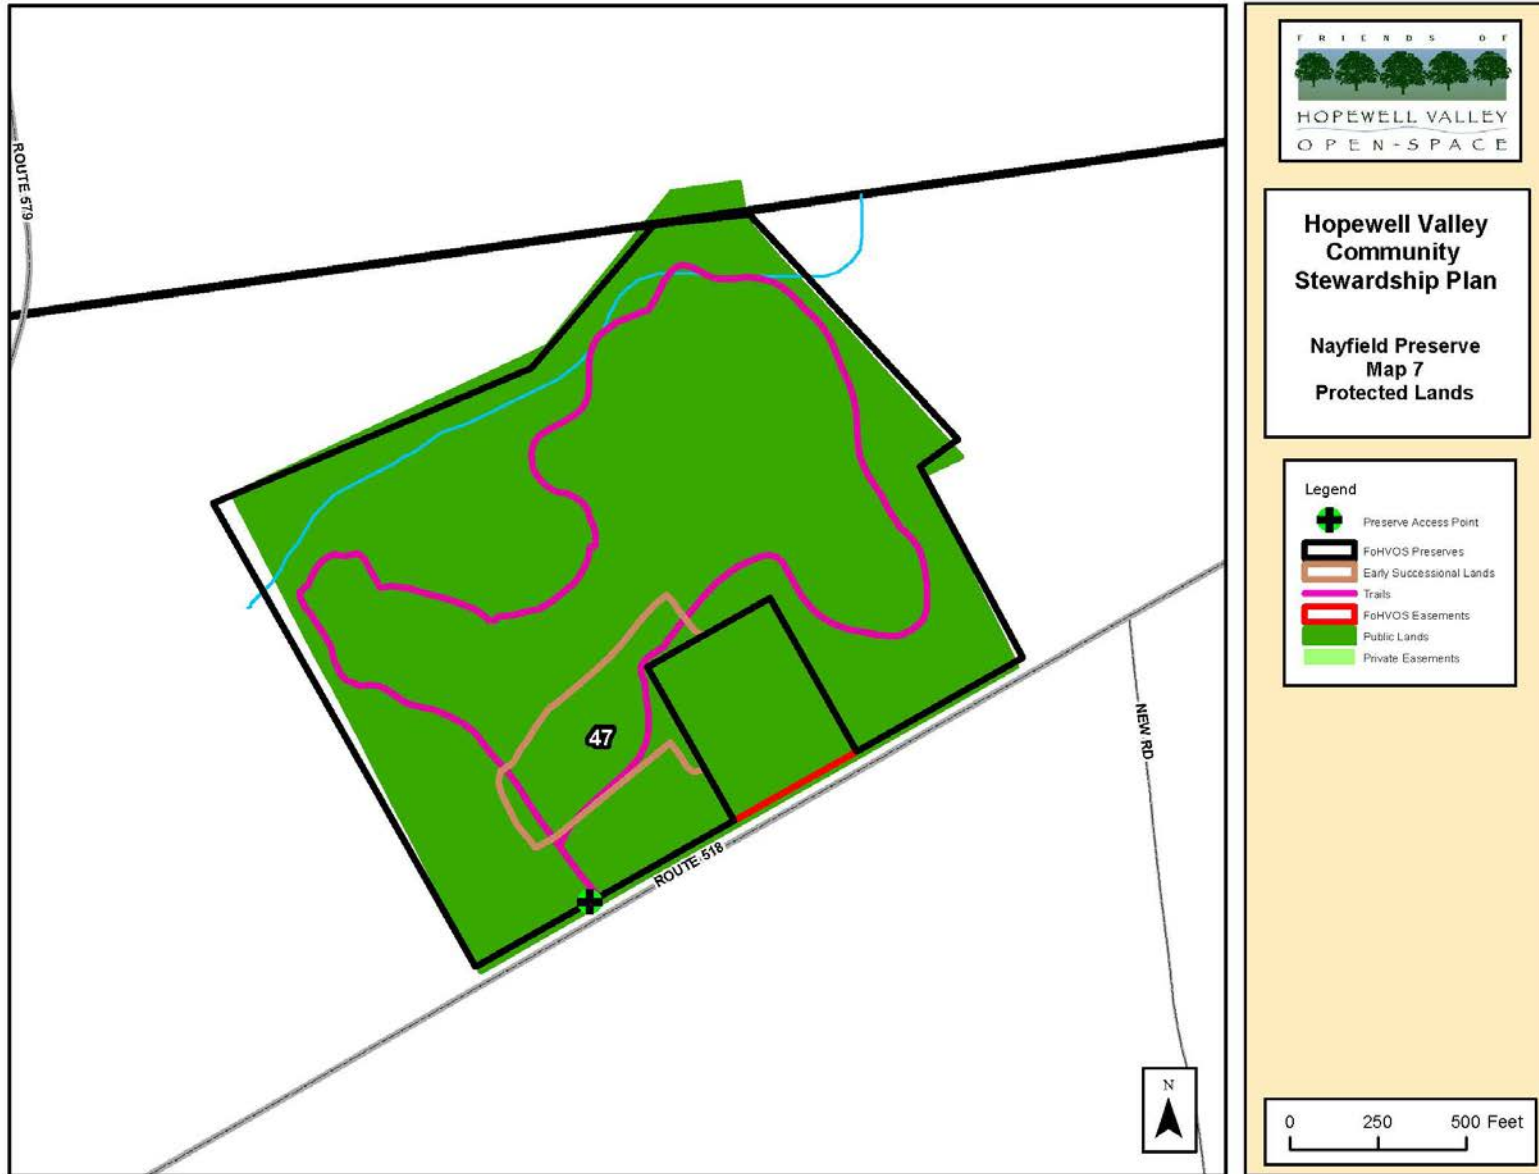 ROUTE 579
47
ROUTE 518
NEW RD
N
FRIENDS OF
HOPEWELL VALLEY
OPEN-SPACE
Hopewell Valley
Community
Stewardship Plan
Nayfield Preserve
Map 7
Protected Lands
Legend
Preserve Access Point
FoHVOS Preserves
Early Successional Lands
Trails
FoHVOS Easements
Public Lands
Private Easements
0 250 500 Feet